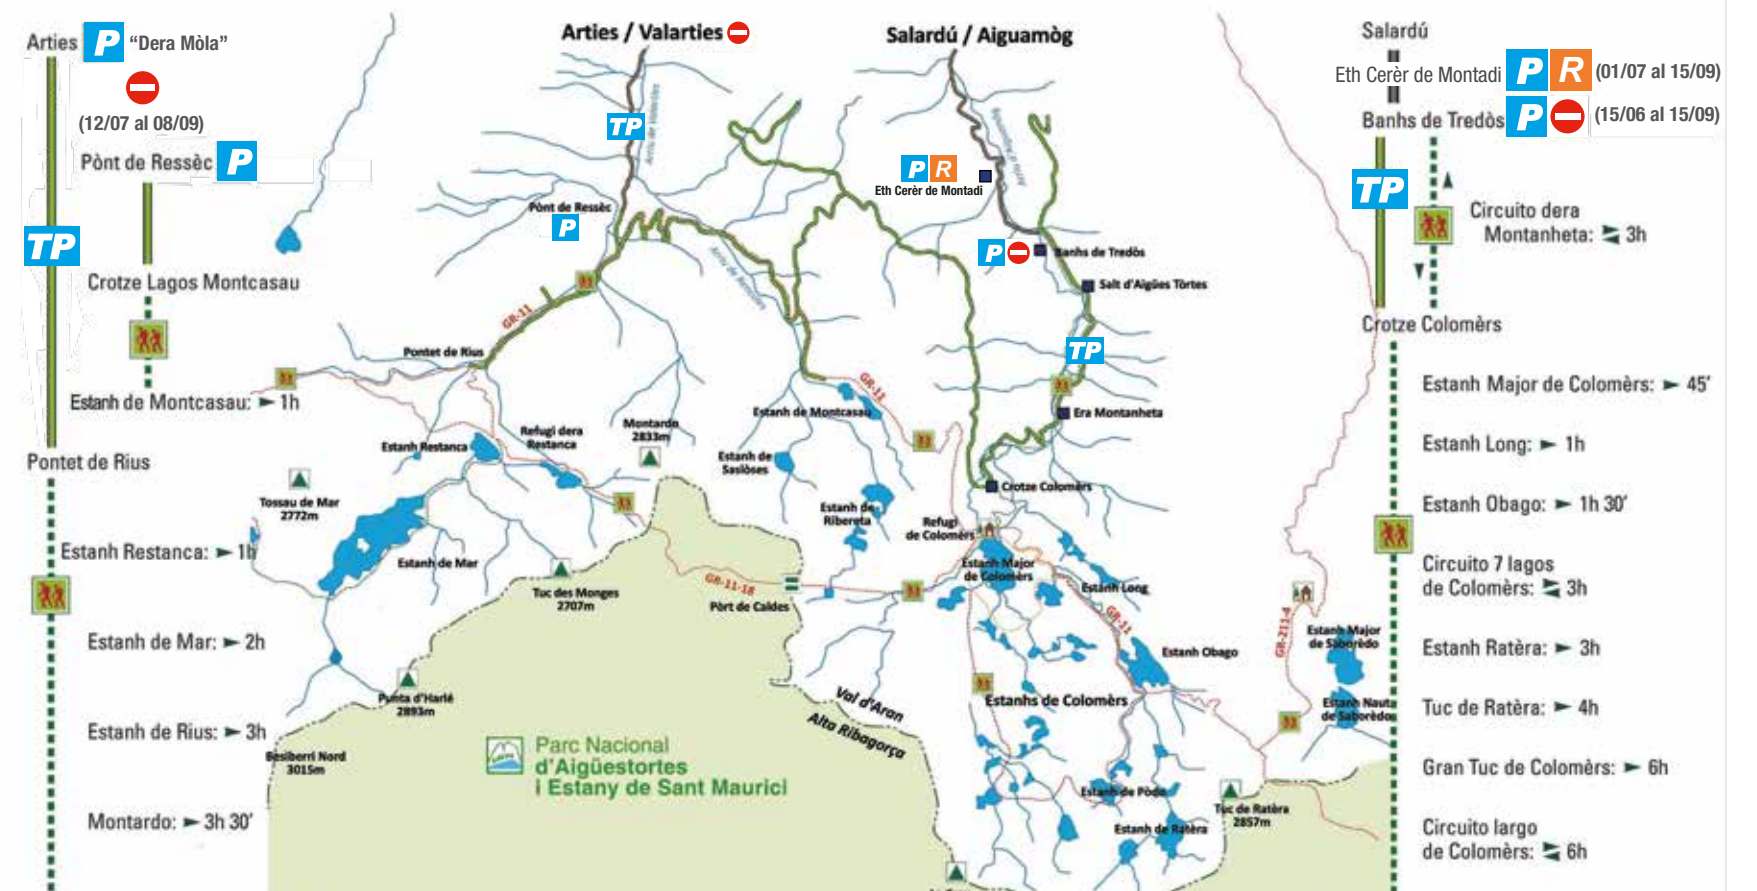 Arties P "Dera Mòla"
(12/07 al 08/09)
Pònt de Ressèc P
TP
Crotze Lagos Montcasau
Estanh de Montcasau: 1h
Pontet de Rius
Estanh Restanca: 1h
Estanh de Mar: 2h
Estanh de Rius: 3h
Montardo: 3h 30'
Arties / Valarties
Salardú / Aiguamòg
TP
Arriu de Valarties
P R
Eth Cerèr de Montadi
Pònt de Ressèc
P
P
Banhs de Tredòs
Salt d'Aigües Tòrtes
GR-11
Pontet de Rius
TP
GR-11
Estanh de Montcasau
Era Montanheta
Montardo
2833m
Refugi dera
Restanca
Estanh Restanca
Estanh de
Saslòses
Tossau de Mar
2772m
Crotze Colomèrs
Estanh de
Ribereta
Refugi
de Colomèrs
Estanh de Mar
Estanh Major
de Colomèrs
Tuc des Monges
2707m
GR-11-18
Pòrt de Caldes
Estanh Long
GR-11
GR-211-4
Estanh Major
de Saborèdo
Estanh Obago
Punta d'Harlé
2893m
Val d'Aran
Alta Ribagorça
Estanhs de Colomèrs
Estanh Naut
de Saborèdo
Besiberri Nord
3015m
Parc Nacional
d'Aigüestortes
i Estany de Sant Maurici
Estanh de Pòdo
Tuc de Ratèra
2857m
Estanh de Ratèra
Salardú
Eth Cerèr de Montadi P R (01/07 al 15/09)
Banhs de Tredòs P (15/06 al 15/09)
TP
Circuito dera
Montanheta: 3h
Crotze Colomèrs
Estanh Major de Colomèrs: 45'
Estanh Long: 1h
Estanh Obago: 1h 30'
Circuito 7 lagos
de Colomèrs: 3h
Estanh Ratèra: 3h
Tuc de Ratèra: 4h
Gran Tuc de Colomèrs: 6h
Circuito largo
de Colomèrs: 6h